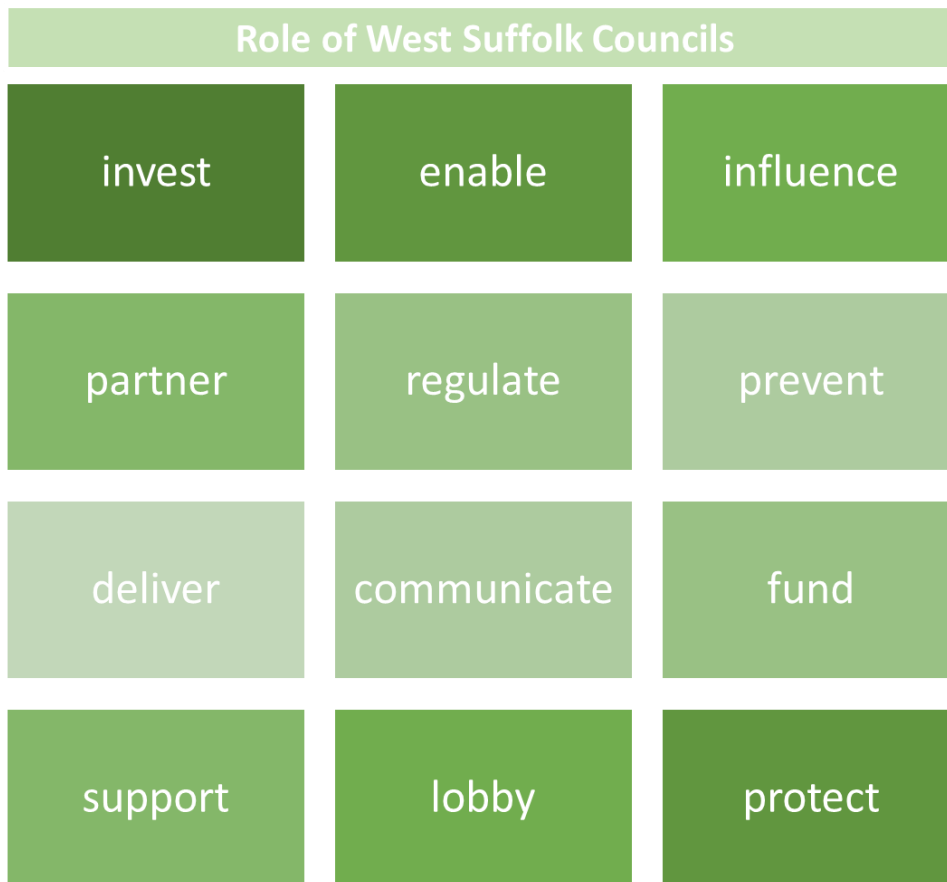 Role of West Suffolk Councils
invest
enable
influence
partner
regulate
prevent
deliver
communicate
fund
support
lobby
protect